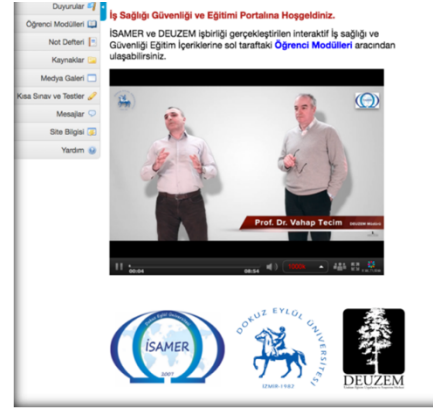 Duyurular
Öğrenci Modülleri
Not Defteri
Kaynaklar
Medya Galeri
Kısa Sınav ve Testler
Mesajlar
Site Bilgisi
Yardım
İş Sağlığı Güvenliği ve Eğitimi Portalına Hoşgeldiniz.
İSAMER ve DEUZEM işbirliği gerçekleştirilen interaktif İş sağlığı ve
Güvenliği Eğitim İçeriklerine sol taraftaki Öğrenci Modülleri aracından
ulaşabilirsiniz.
Prof. Dr. Vahap Tecim
00:04
08:54
İSAMER
2007
DOKUZ EYLÜL ÜNİVERSİTESİ
İZMİR-1982
DEUZEM